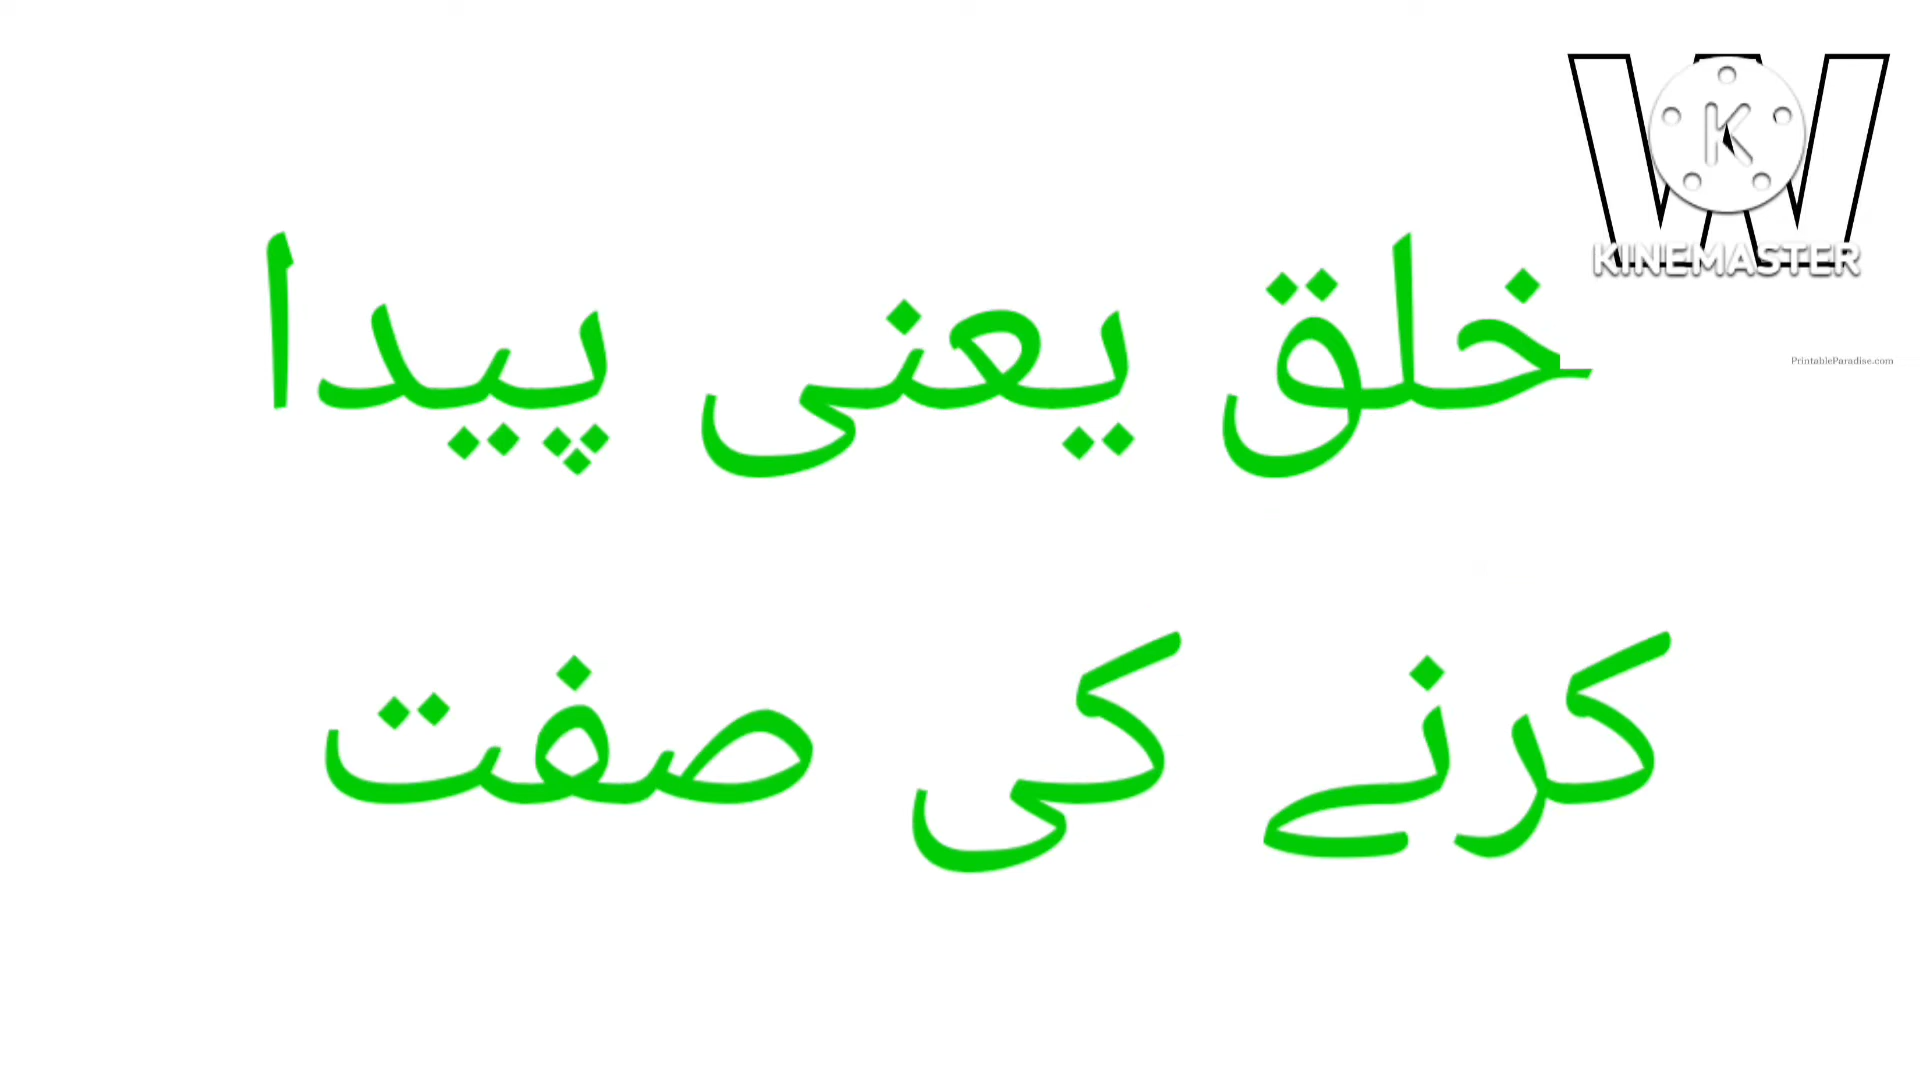 W
K
KINEMASTER
PrintableParadise.com
خلق یعنی پیدا
کرنے کی صفت